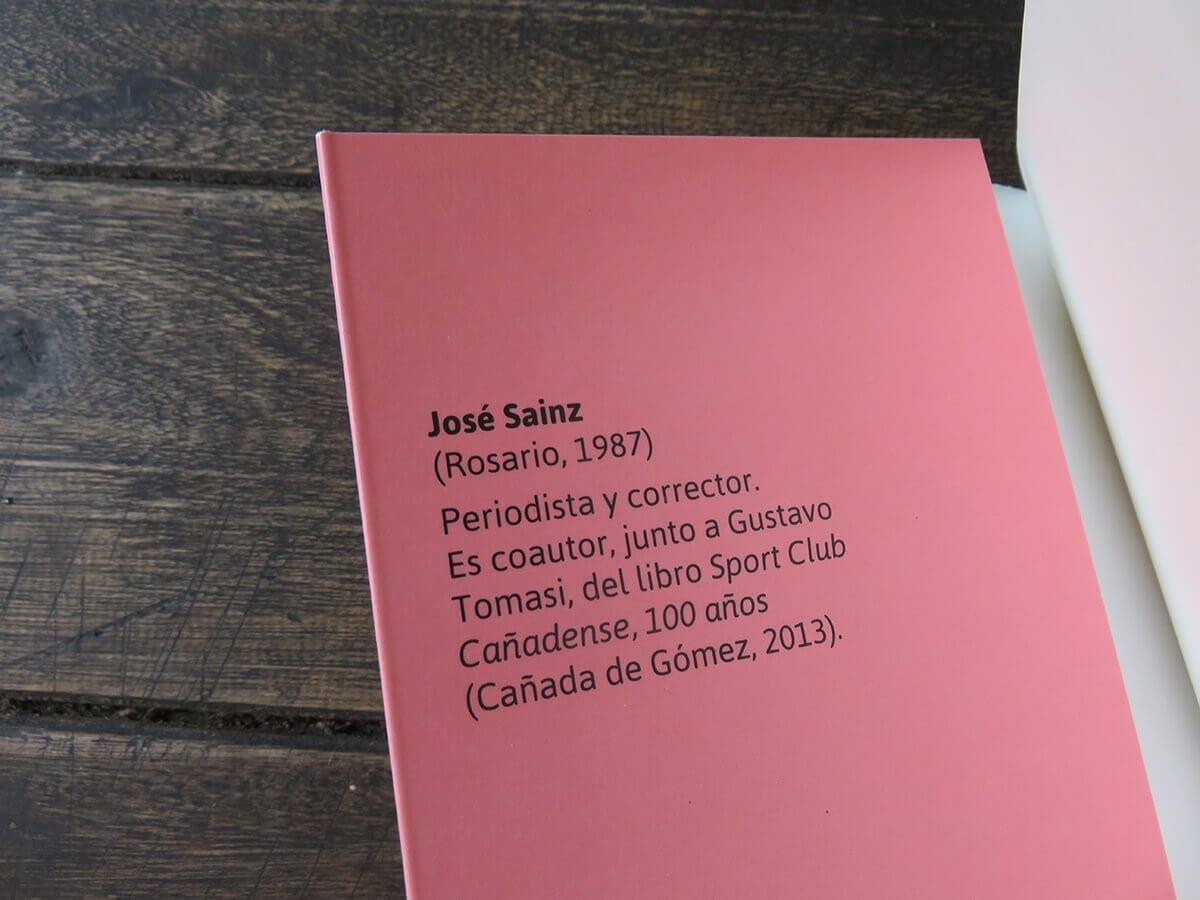 José Sainz
(Rosario, 1987)
Periodista y corrector.
Es coautor, junto a Gustavo
Tomasi, del libro Sport Club
Cañadense, 100 años
(Cañada de Gómez, 2013).